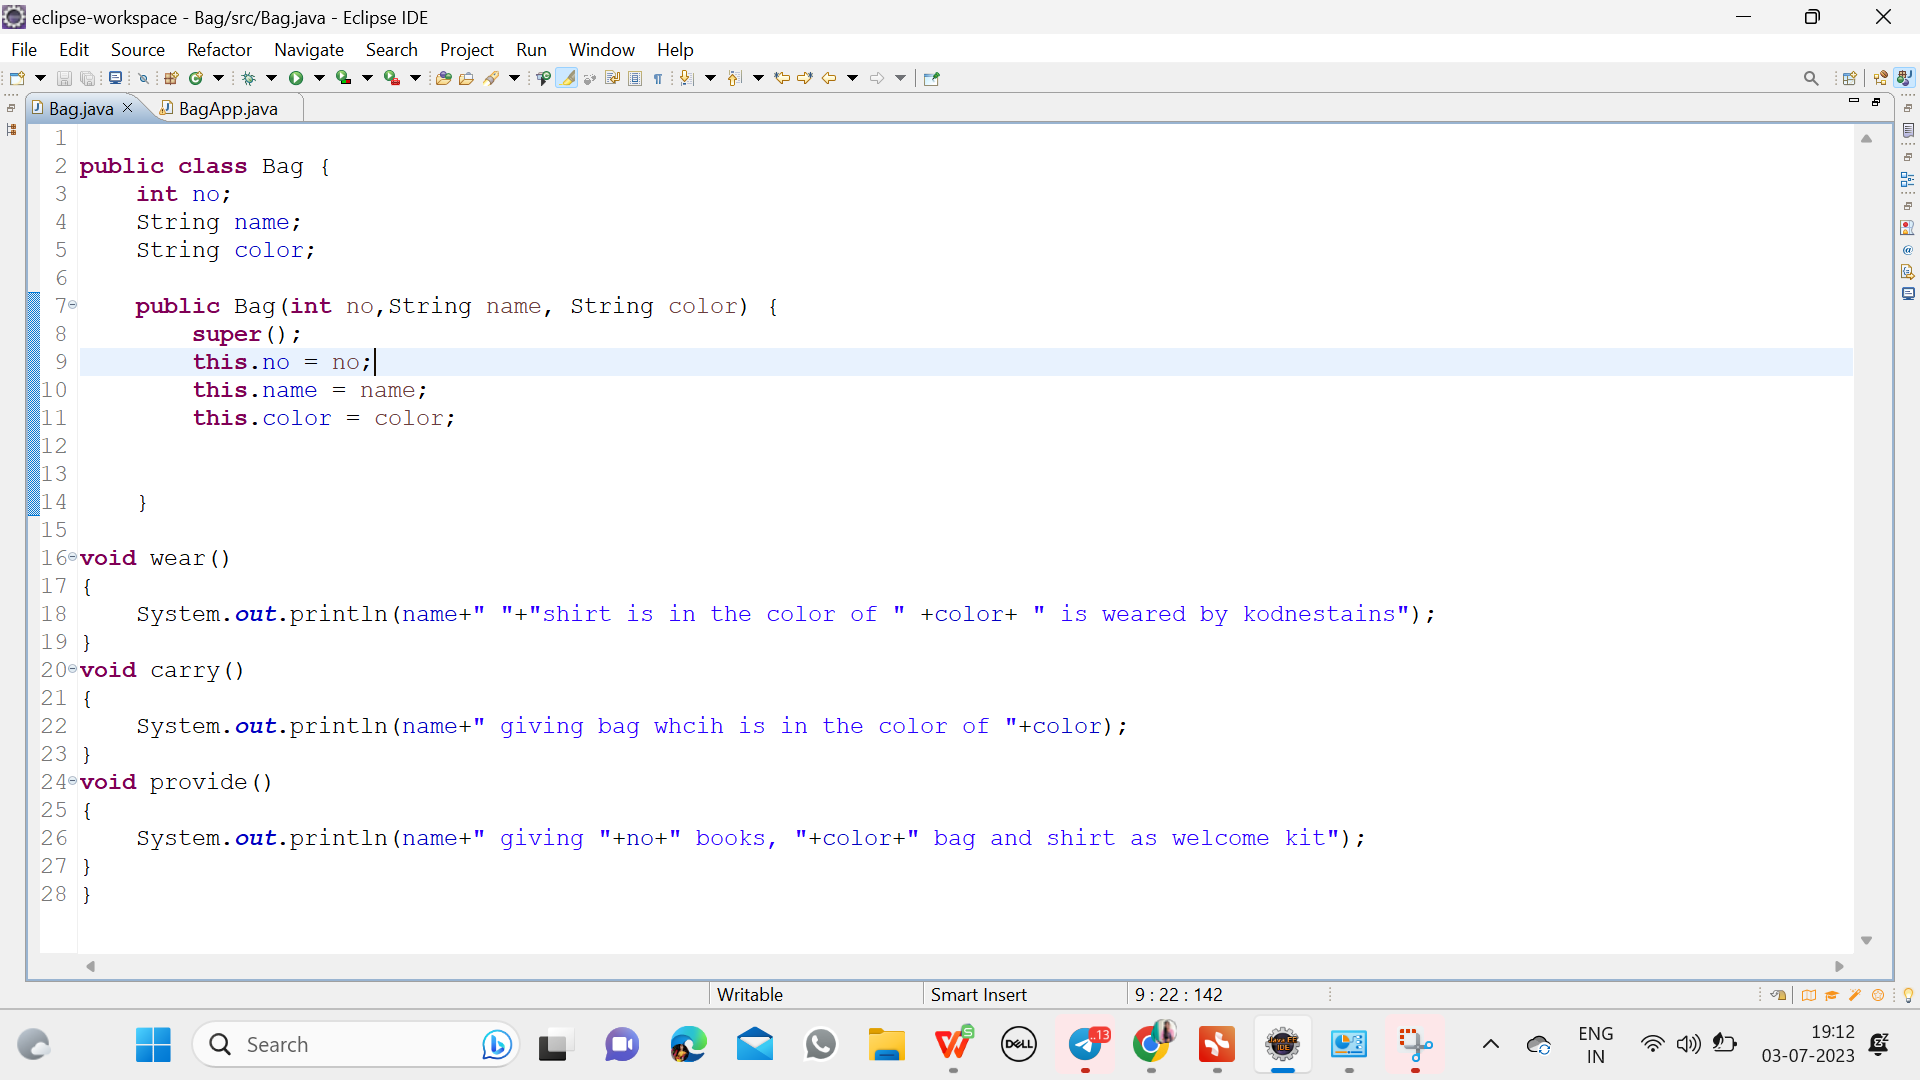 eclipse-workspace - Bag/src/Bag.java - Eclipse IDE
File Edit Source Refactor Navigate Search Project Run Window Help
Bag.java BagApp.java
1
2 public class Bag {
3 int no;
4 String name;
5 String color;
6
7 public Bag(int no,String name, String color) {
8 super();
9 this.no = no;
10 this.name = name;
11 this.color = color;
12
13
14 }
15
16 void wear()
17 {
18 System.out.println(name+" "+"shirt is in the color of " +color+ " is weared by kodnestains");
19 }
20 void carry()
21 {
22 System.out.println(name+" giving bag whcih is in the color of "+color);
23 }
24 void provide()
25 {
26 System.out.println(name+" giving "+no+" books, "+color+" bag and shirt as welcome kit");
27 }
28 }
Writable Smart Insert 9 : 22 : 142
Search DELL ..13 ENG 19:12
IN 03-07-2023